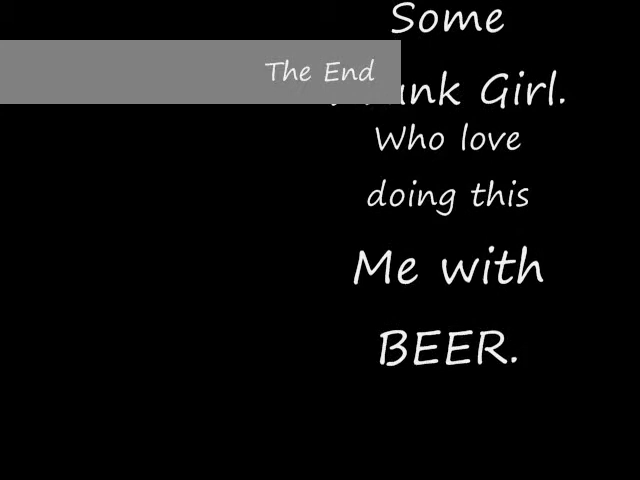 Some
The End
Girl.
Who love
doing this
Me with
BEER.